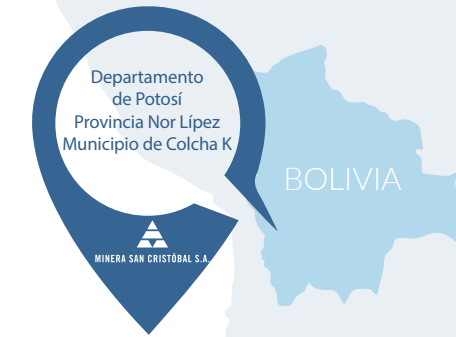 Departamento
de Potosí
Provincia Nor Lípez
Municipio de Colcha K
BOLIVIA
MINERA SAN CRISTÓBAL S.A.